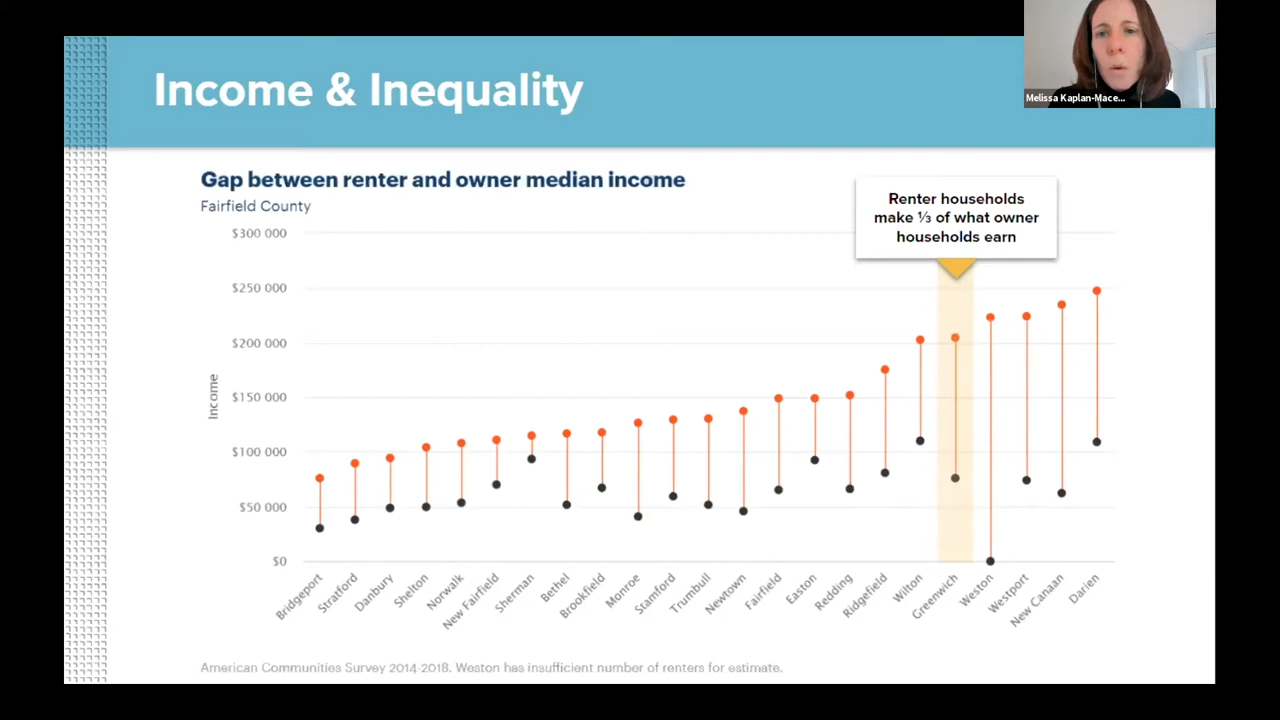 Income & Inequality
Melissa Kaplan-Mace...
Gap between renter and owner median income
Fairfield County
Renter households
make ⅓ of what owner
households earn
$300 000
$250 000
$200 000
$150 000
$100 000
$50 000
$0
Income
Bridgeport
Stratford
Danbury
Shelton
Norwalk
New Fairfield
Sherman
Bethel
Brookfield
Monroe
Stamford
Trumbull
Newtown
Fairfield
Easton
Redding
Ridgefield
Wilton
Greenwich
Weston
Westport
New Canaan
Darien
American Communities Survey 2014-2018. Weston has insufficient number of renters for estimate.